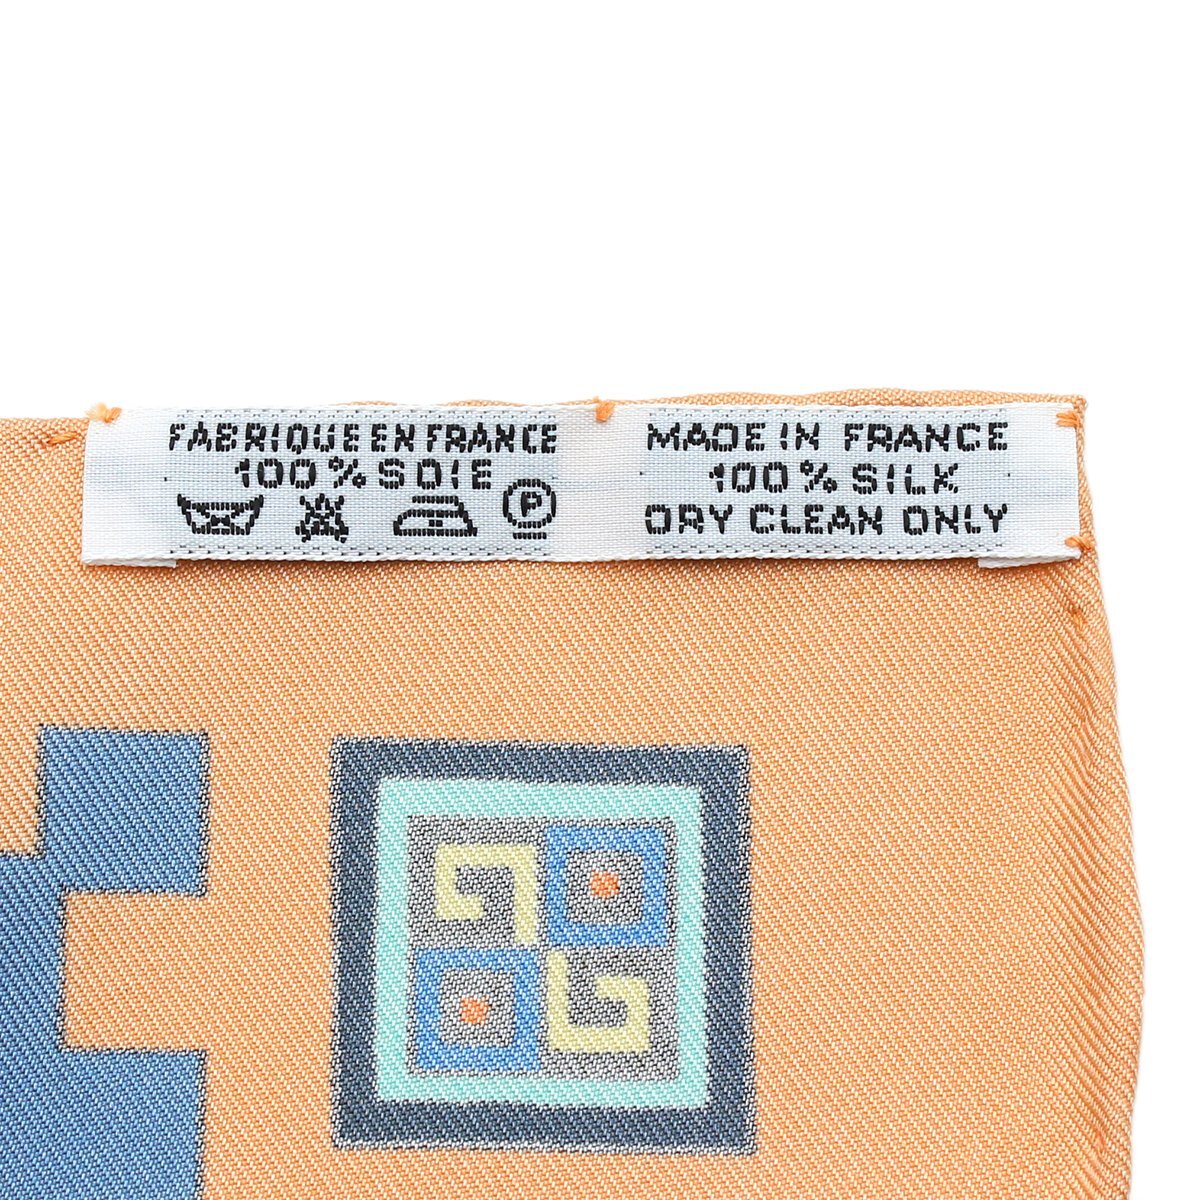 FABRIQUE EN FRANCE
100% SOIE
P
MADE IN FRANCE
100% SILK
DRY CLEAN ONLY